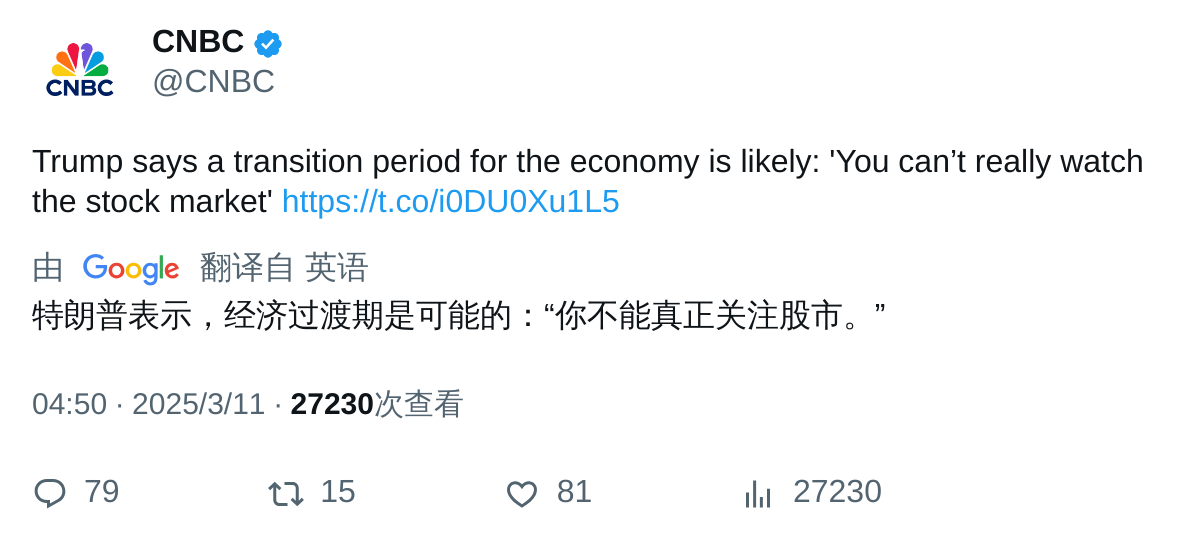 CNBC
CNBC
@CNBC
Trump says a transition period for the economy is likely: 'You can’t really watch
the stock market' https://t.co/i0DU0Xu1L5
由 Google 翻译自 英语
特朗普表示，经济过渡期是可能的：“你不能真正关注股市。”
04:50 · 2025/3/11 · 27230次查看
79 15 81 27230